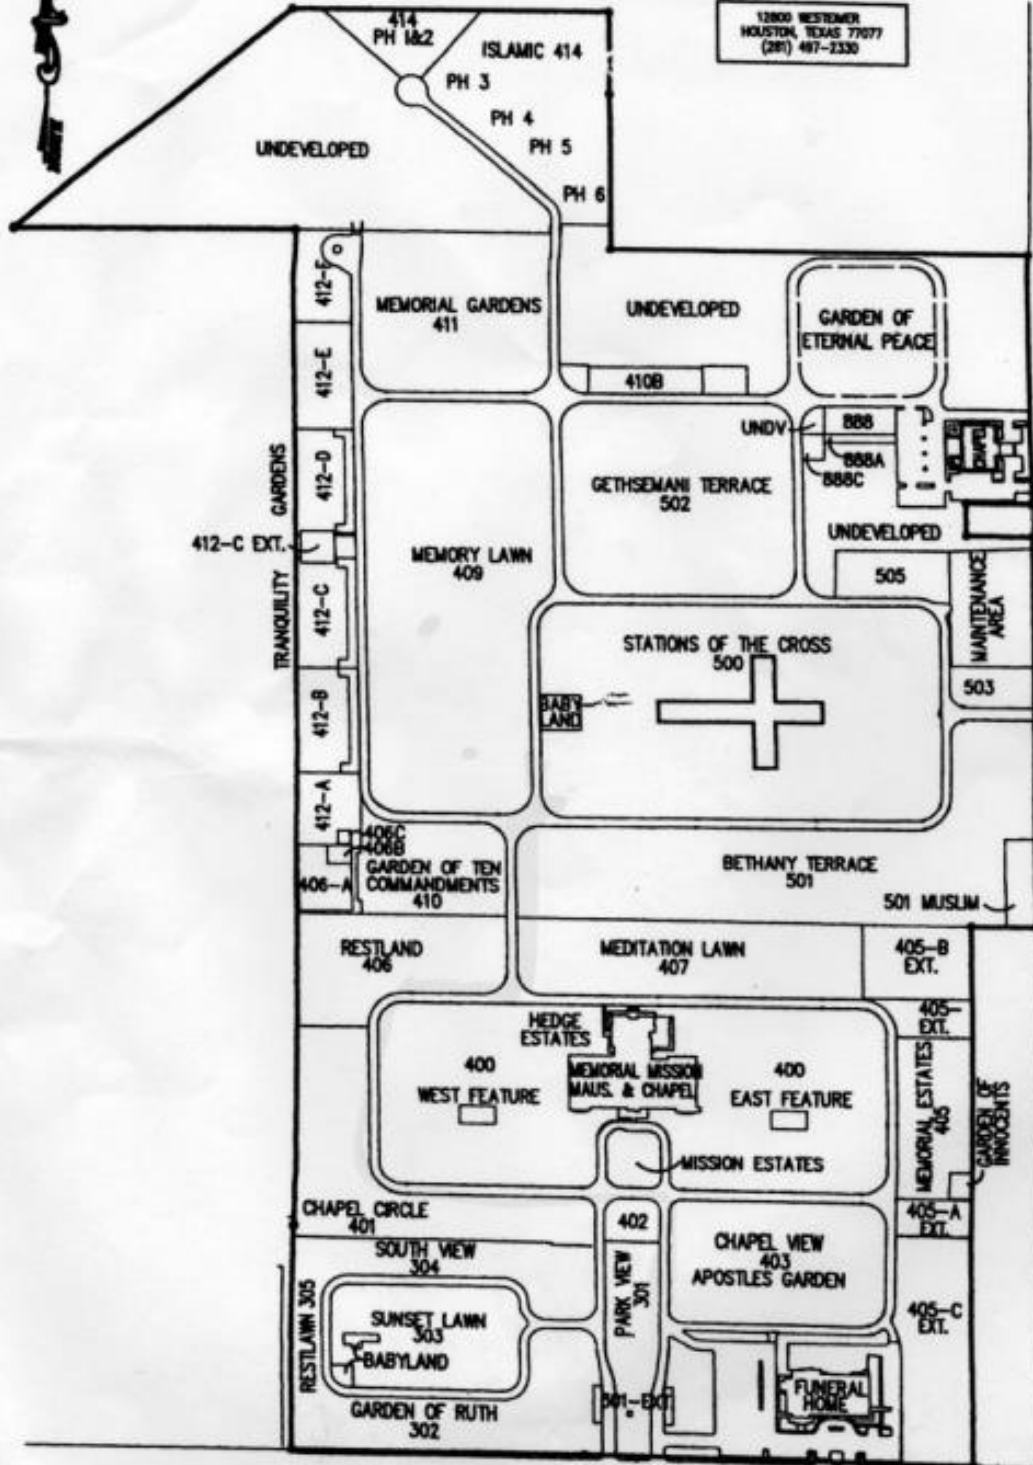 12800 WESTEIMER
HOUSTON, TEXAS 77077
(281) 497-2330
414
PH 1&2
ISLAMIC 414
PH 3
PH 4
PH 5
PH 6
UNDEVELOPED
412-F
MEMORIAL GARDENS
411
UNDEVELOPED
GARDEN OF
ETERNAL PEACE
412-E
410B
UNDV
888
888A
888C
CHAPEL
412-D
GETHSEMANI TERRACE
502
UNDEVELOPED
TRANQUILITY GARDENS
412-C EXT.
MEMORY LAWN
409
505
MAINTENANCE
AREA
412-C
STATIONS OF THE CROSS
500
503
BABY
LAND
412-B
412-A
406C
406B
406-A
GARDEN OF TEN
COMMANDMENTS
410
BETHANY TERRACE
501
501 MUSLIM
RESTLAND
406
MEDITATION LAWN
407
405-B
EXT.
405-
EXT.
HEDGE
ESTATES
400
WEST FEATURE
MEMORIAL MISSION
MAUS. & CHAPEL
400
EAST FEATURE
MEMORIAL ESTATES
405
GARDEN OF
INNOCENTS
MISSION ESTATES
CHAPEL CIRCLE
401
402
405-A
EXT.
SOUTH VIEW
304
CHAPEL VIEW
403
APOSTLES GARDEN
PARK VIEW
301
RESTLAWN 305
SUNSET LAWN
303
BABYLAND
405-C
EXT.
GARDEN OF RUTH
302
501-EXT
FUNERAL
HOME